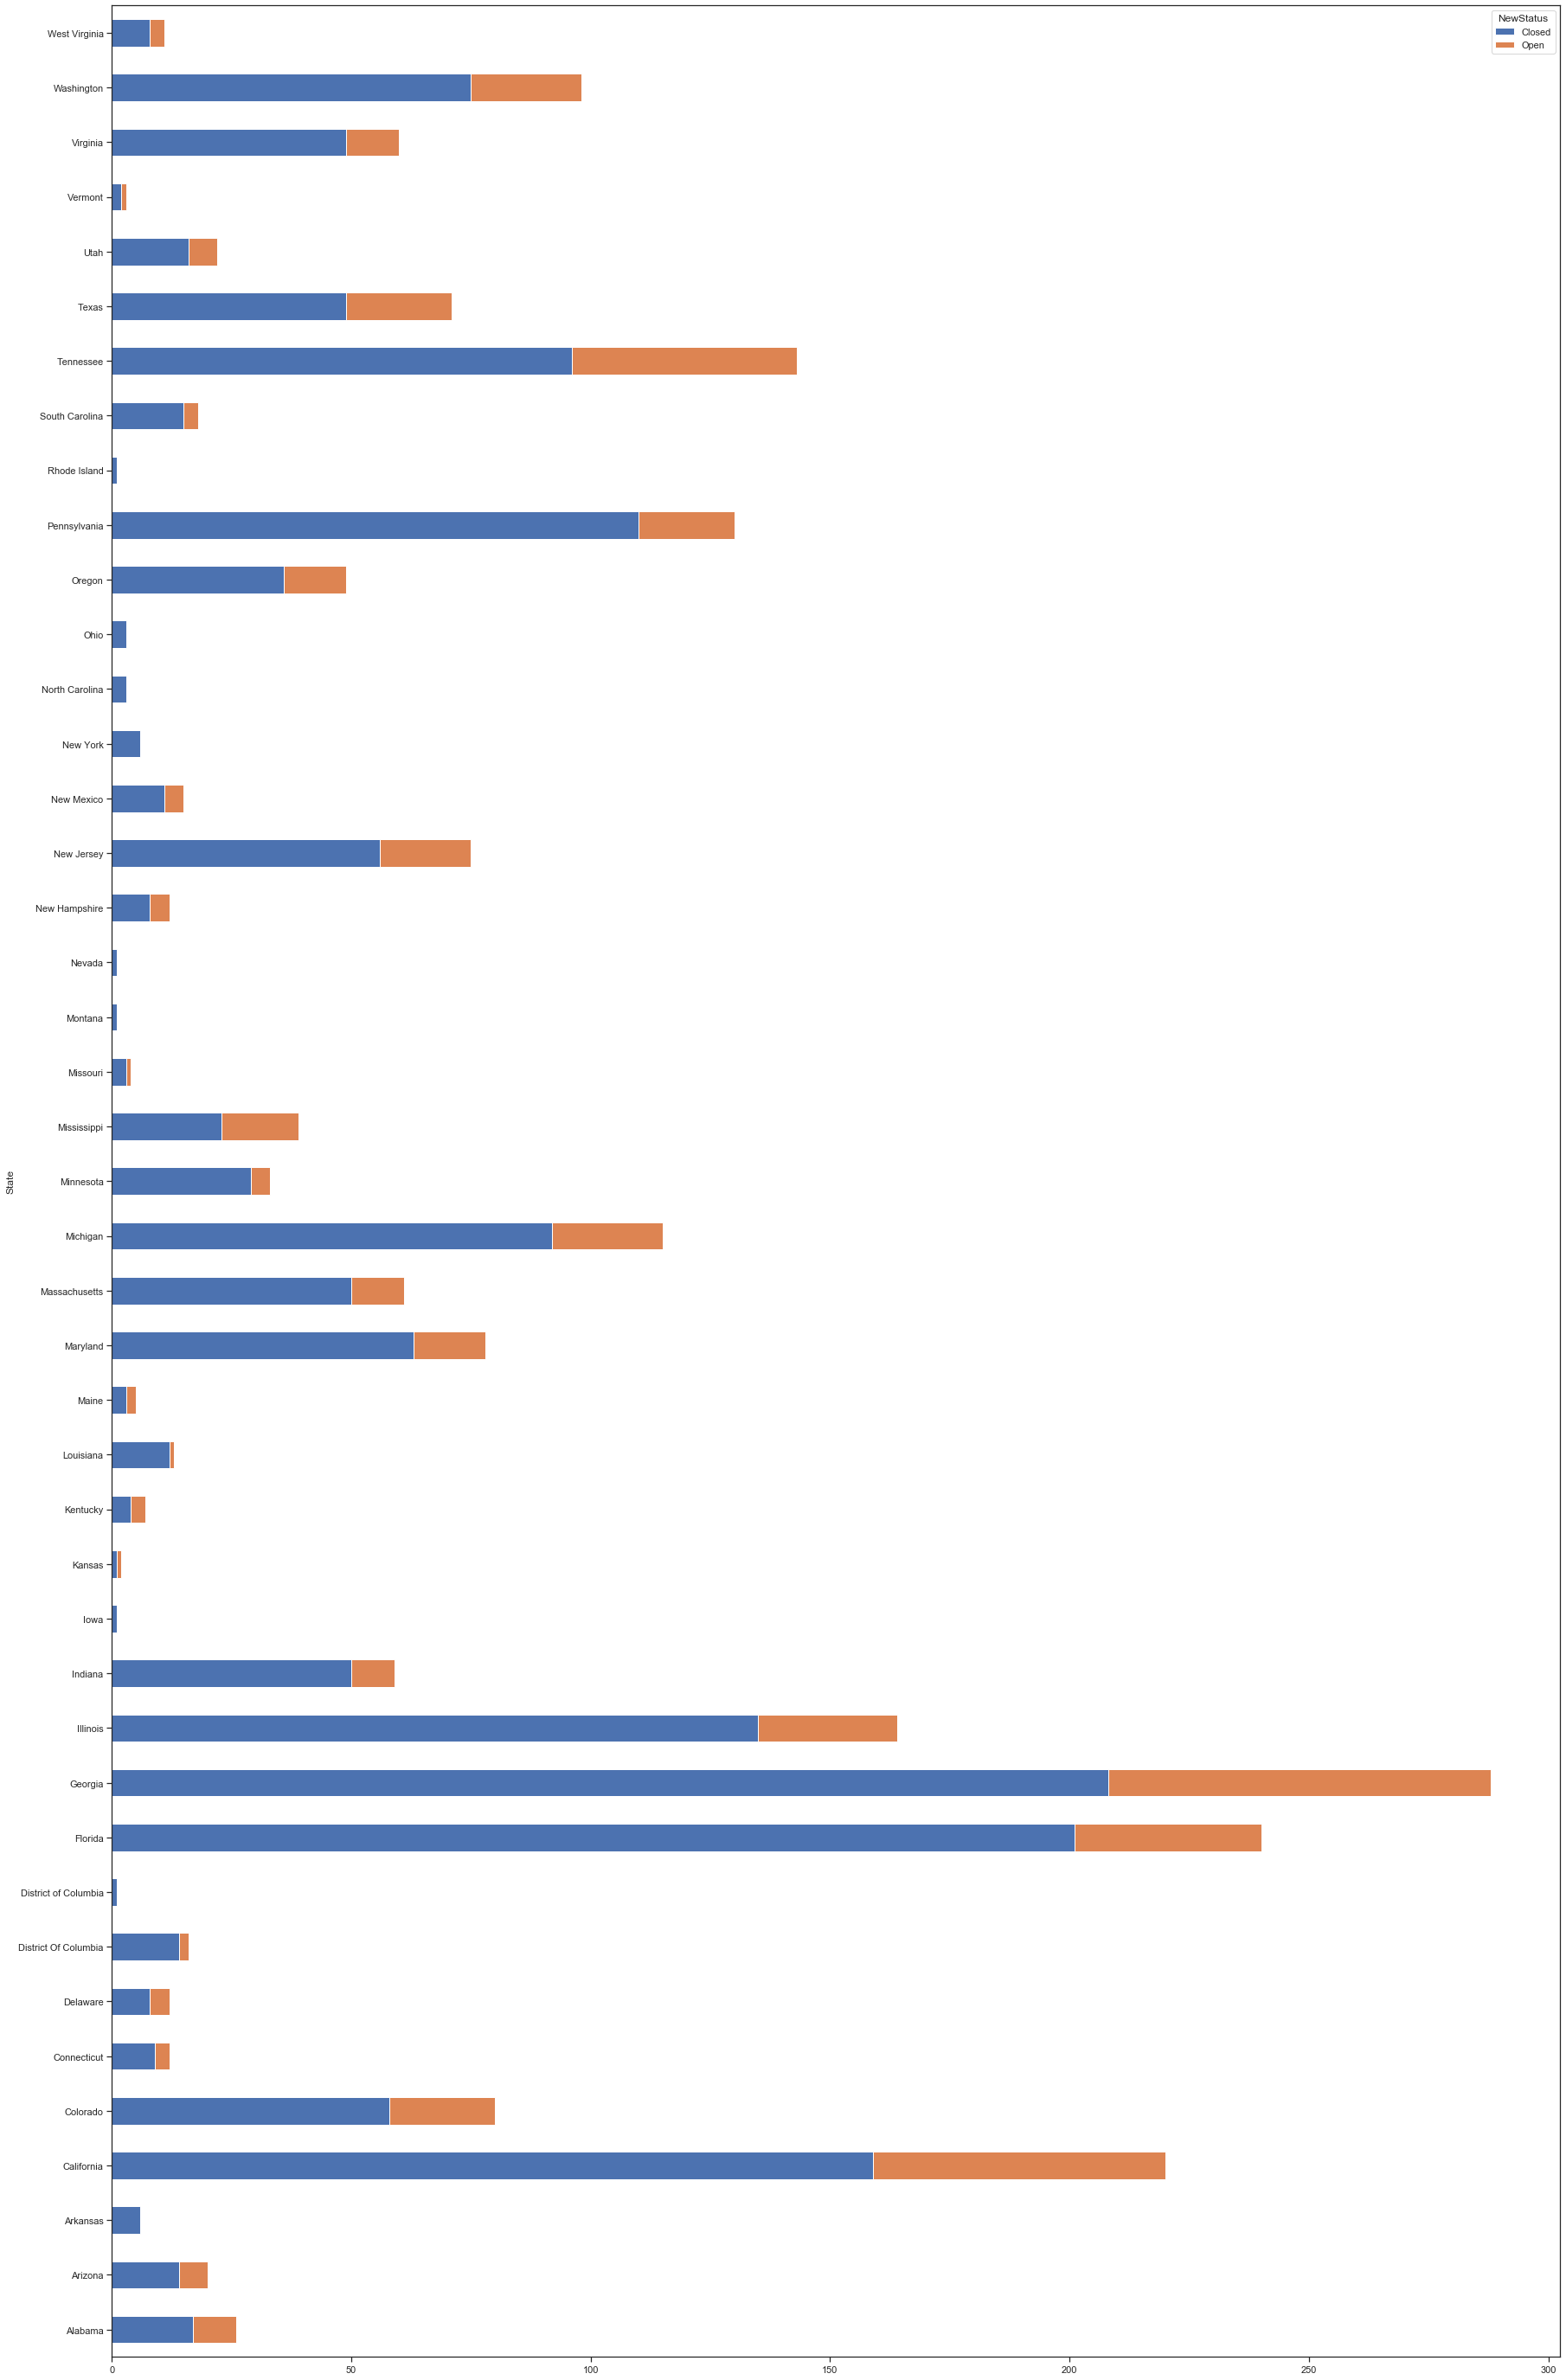 NewStatus
Closed
Open
West Virginia
Washington
Virginia
Vermont
Utah
Texas
Tennessee
South Carolina
Rhode Island
Pennsylvania
Oregon
Ohio
North Carolina
New York
New Mexico
New Jersey
New Hampshire
Nevada
Montana
Missouri
Mississippi
Minnesota
Michigan
Massachusetts
Maryland
Maine
Louisiana
Kentucky
Kansas
Iowa
Indiana
Illinois
Georgia
Florida
District of Columbia
District Of Columbia
Delaware
Connecticut
Colorado
California
Arkansas
Arizona
Alabama
State
0 50 100 150 200 250 300